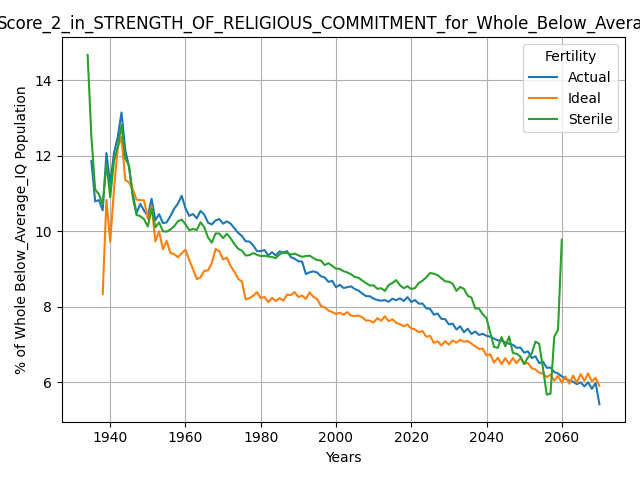 Score_2_in_STRENGTH_OF_RELIGIOUS_COMMITMENT_for_Whole_Below_Avera
Fertility
Actual
Ideal
Sterile
% of Whole Below_Average_IQ Population
14
12
10
8
6
1940
1960
1980
2000
2020
2040
2060
Years